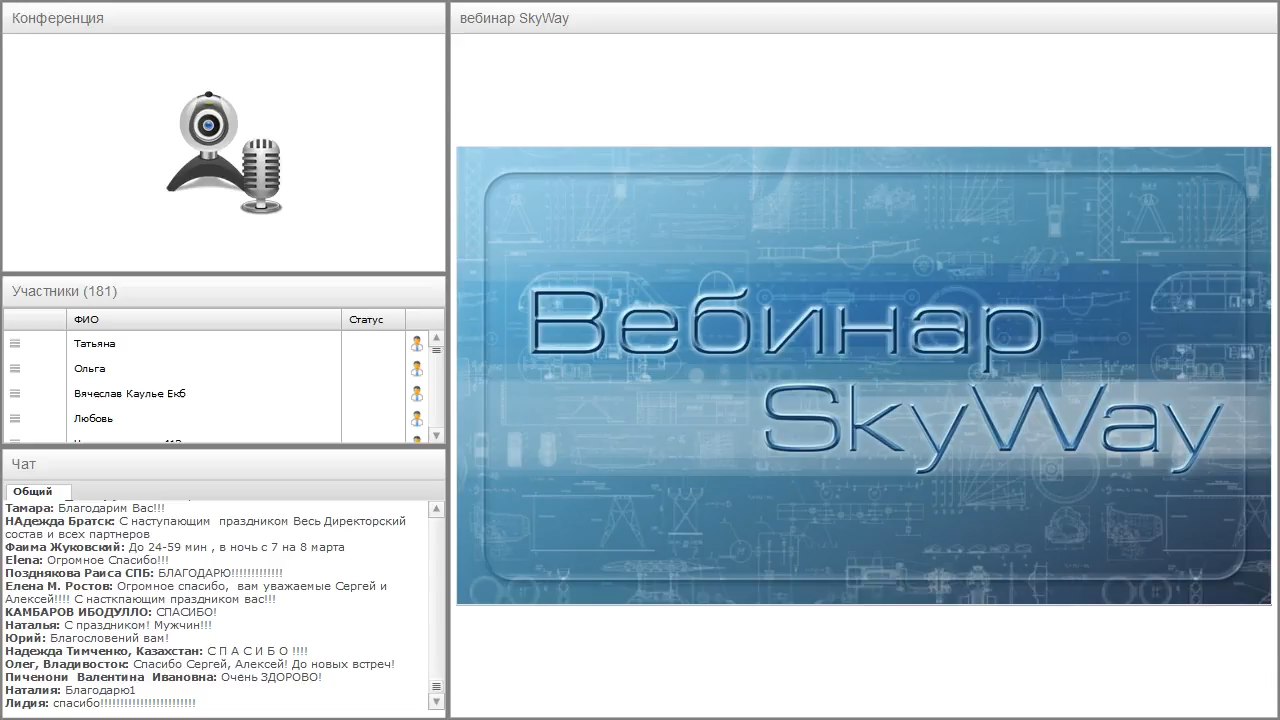 Конференция
вебинар SkyWay
Вебинар
SkyWay
Участники (181)
ФИО
Статус
Татьяна
Ольга
Вячеслав Каулье Екб
Любовь
Чат
Общий
Тамара: Благодарим Вас!!!
НАдежда Братск: С наступающим праздником Весь Директорский
состав и всех партнеров
Фаима Жуковский: До 24-59 мин , в ночь с 7 на 8 марта
Elena: Огромное Спасибо!!!
Позднякова Раиса СПБ: БЛАГОДАРЮ!!!!!!!!!!!!!
Елена М. Ростов: Огромное спасибо, вам уважаемые Сергей и
Алексей!!!! С насткпающим праздником вас!!!
КАМБАРОВ ИБОДУЛЛО: СПАСИБО!
Наталья: С праздником! Мужчин!!!
Юрий: Благословений вам!
Надежда Тимченко, Казахстан: С П А С И Б О !!!!
Олег, Владивосток: Спасибо Сергей, Алексей! До новых встреч!
Пиченони Валентина Ивановна: Очень ЗДОРОВО!
Наталия: Благодарю1
Лидия: спасибо!!!!!!!!!!!!!!!!!!!!!!!!